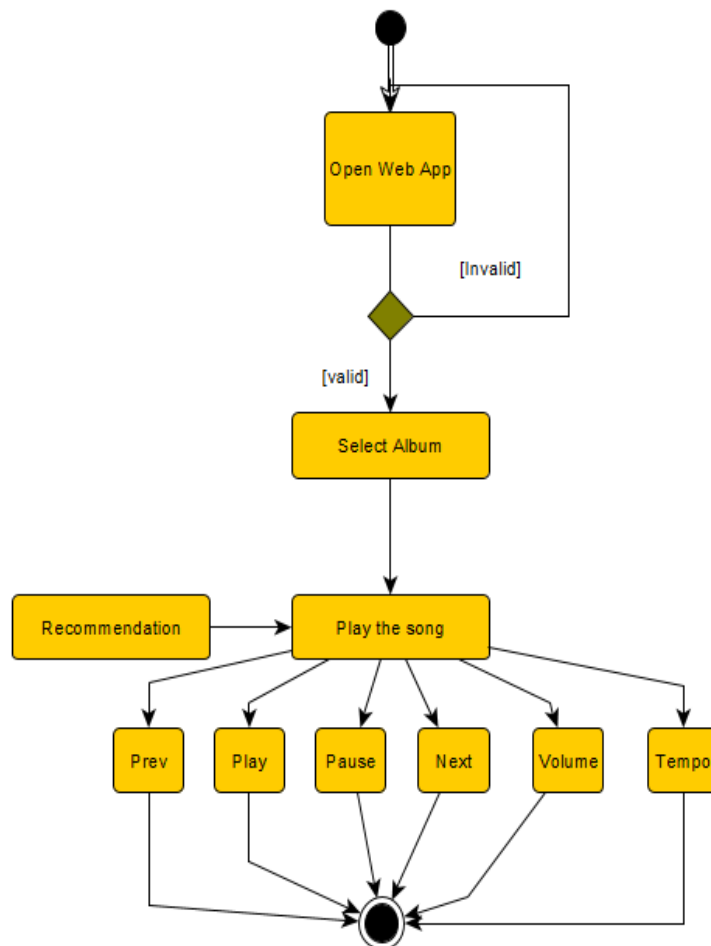 Open Web App
[Invalid]
[valid]
Select Album
Recommendation
Play the song
Prev
Play
Pause
Next
Volume
Tempo